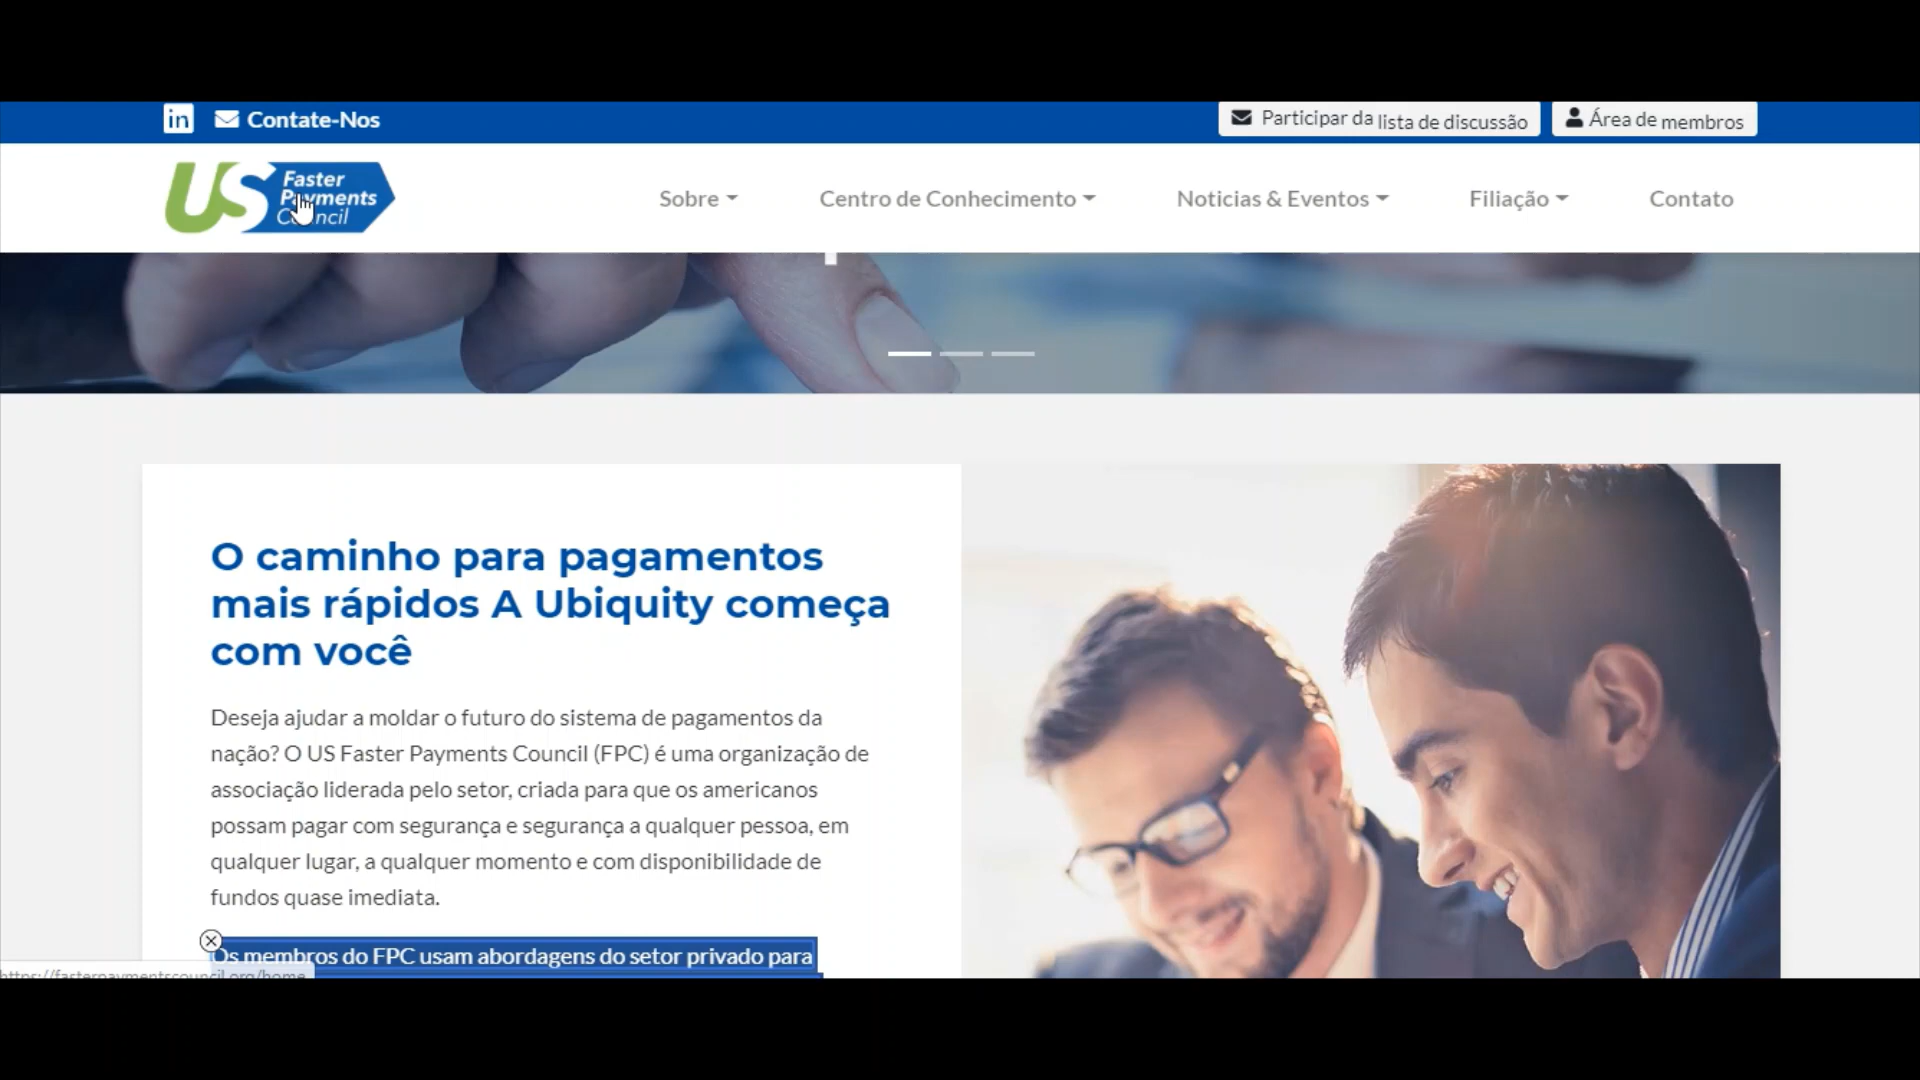 in Contate-Nos
Participar da lista de discussão
Área de membros
US Faster Payments Council
Sobre
Centro de Conhecimento
Noticias & Eventos
Filiação
Contato
O caminho para pagamentos
mais rápidos A Ubiquity começa
com você
Deseja ajudar a moldar o futuro do sistema de pagamentos da
nação? O US Faster Payments Council (FPC) é uma organização de
associação liderada pelo setor, criada para que os americanos
possam pagar com segurança e segurança a qualquer pessoa, em
qualquer lugar, a qualquer momento e com disponibilidade de
fundos quase imediata.
Os membros do FPC usam abordagens do setor privado para
https://fasterpaymentscouncil.org/home